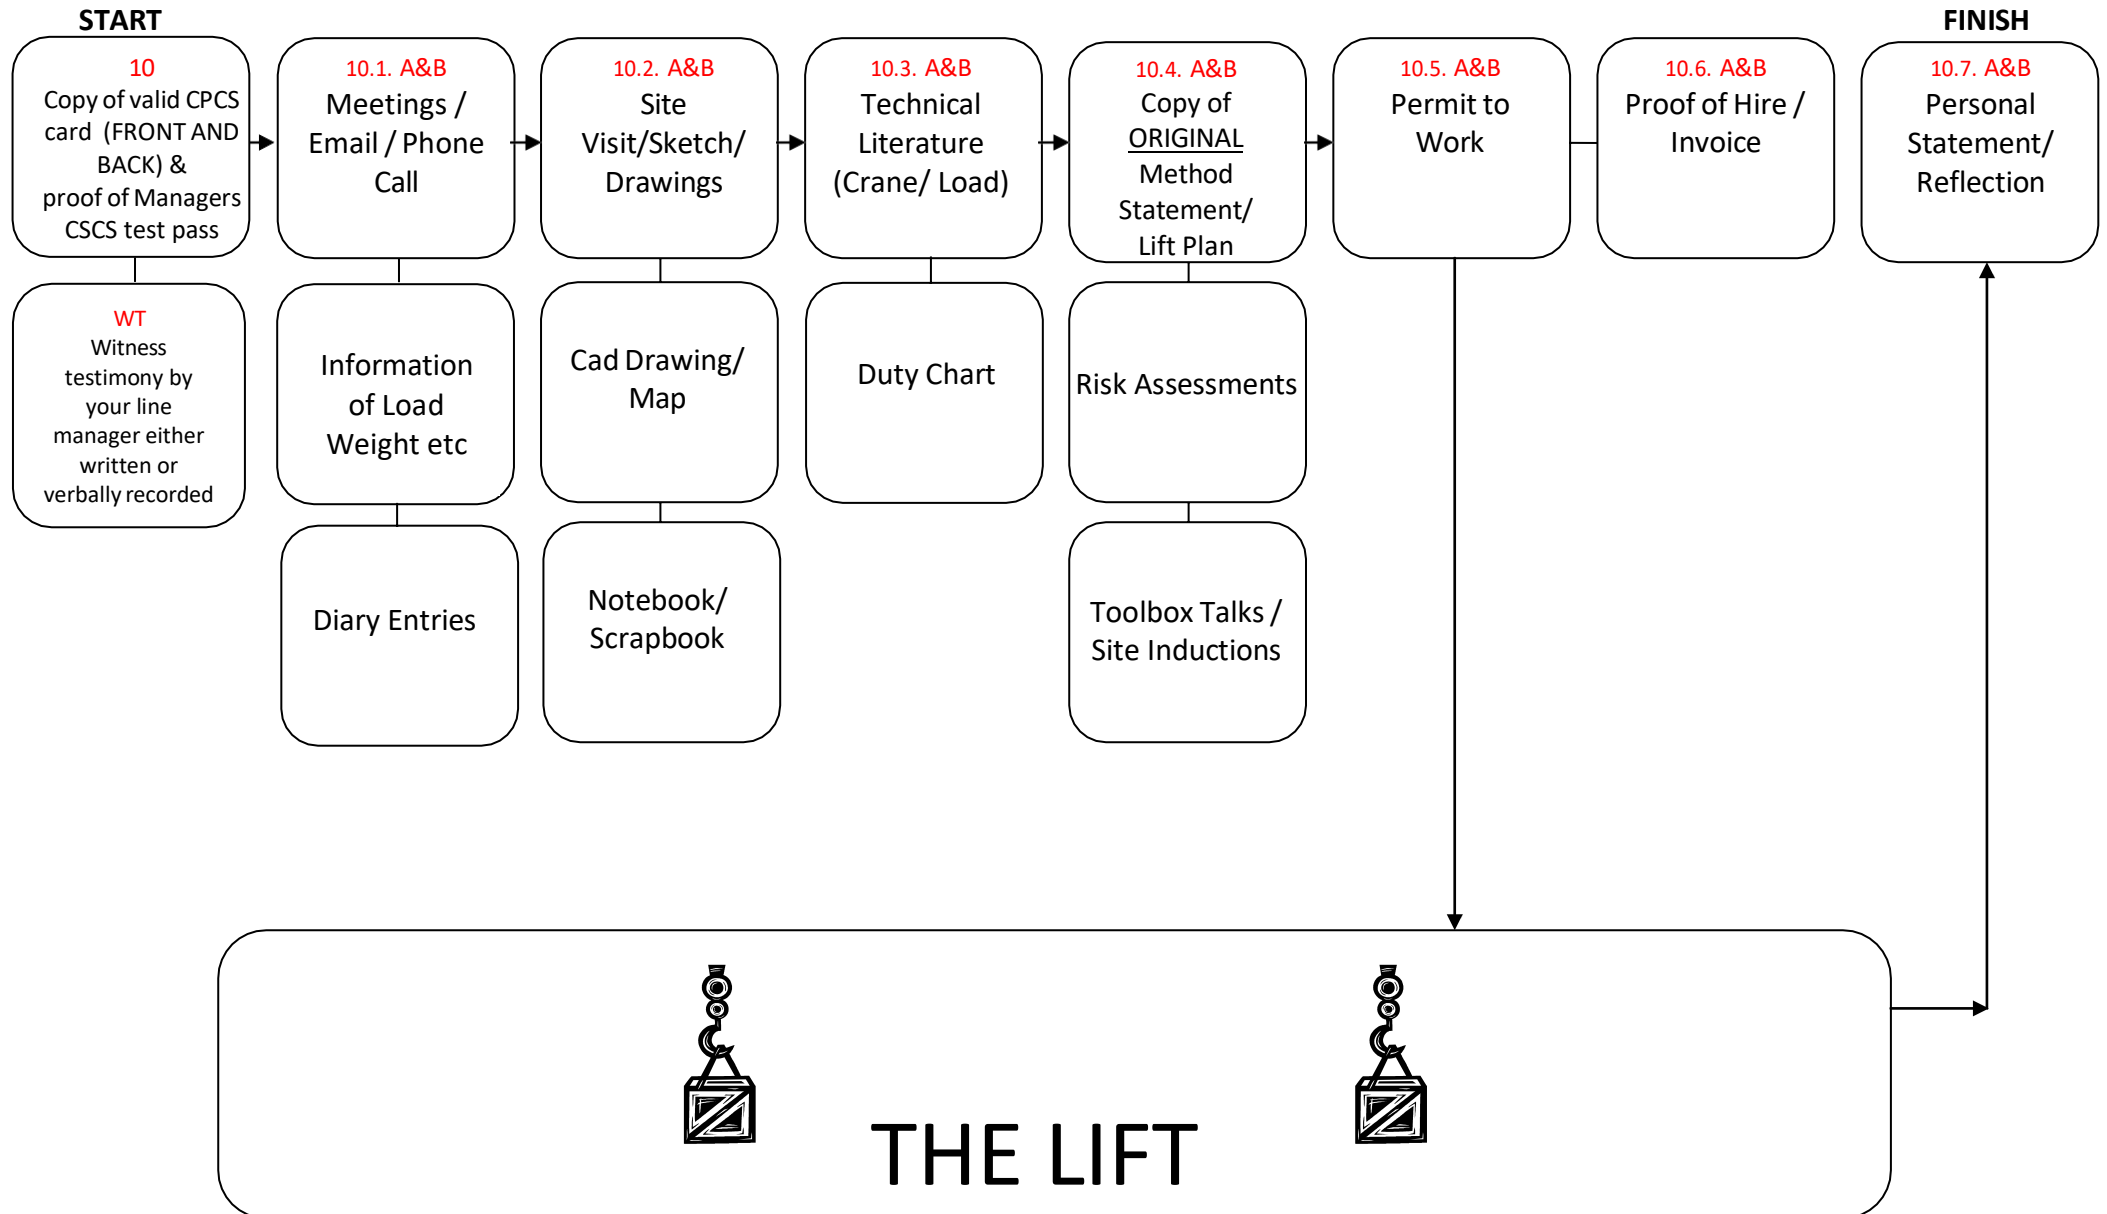 START
FINISH
10
Copy of valid CPCS
card (FRONT AND
BACK) &
proof of Managers
CSCS test pass
10.1. A&B
Meetings /
Email / Phone
Call
10.2. A&B
Site
Visit/Sketch/
Drawings
10.3. A&B
Technical
Literature
(Crane/ Load)
10.4. A&B
Copy of
ORIGINAL
Method
Statement/
Lift Plan
10.5. A&B
Permit to
Work
10.6. A&B
Proof of Hire /
Invoice
10.7. A&B
Personal
Statement/
Reflection
WT
Witness
testimony by
your line
manager either
written or
verbally recorded
Information
of Load
Weight etc
Cad Drawing/
Map
Duty Chart
Risk Assessments
Diary Entries
Notebook/
Scrapbook
Toolbox Talks /
Site Inductions
THE LIFT